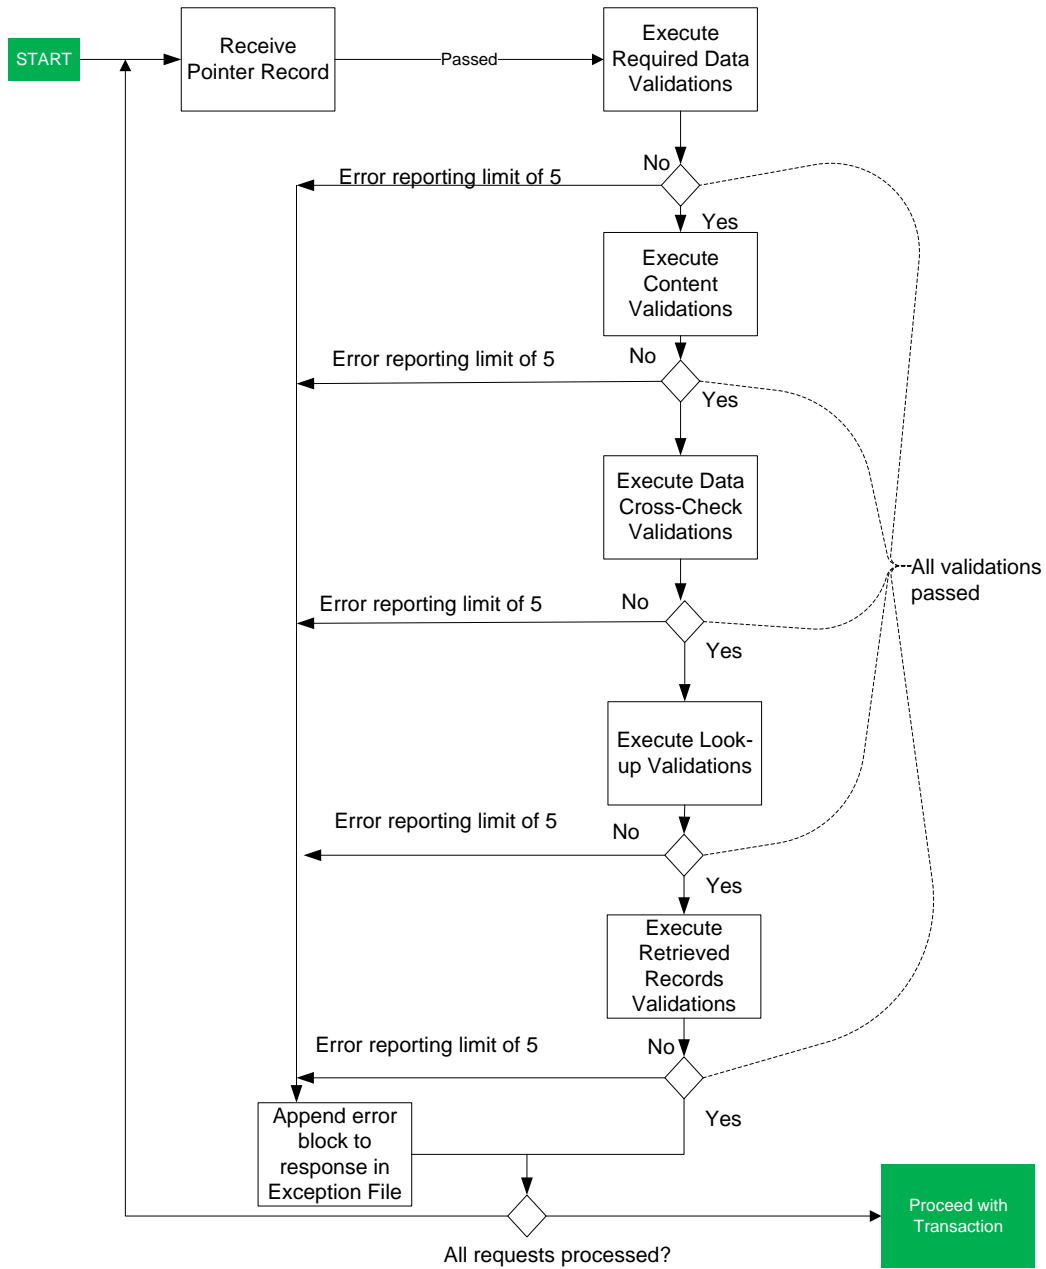 START
Receive
Pointer Record
Passed
Execute
Required Data
Validations
No
Error reporting limit of 5
Yes
Execute
Content
Validations
No
Error reporting limit of 5
Yes
Execute Data
Cross-Check
Validations
All validations
passed
No
Error reporting limit of 5
Yes
Execute Look-
up Validations
Error reporting limit of 5
No
Yes
Execute
Retrieved
Records
Validations
Error reporting limit of 5
No
Yes
Append error
block to
response in
Exception File
Proceed with
Transaction
All requests processed?